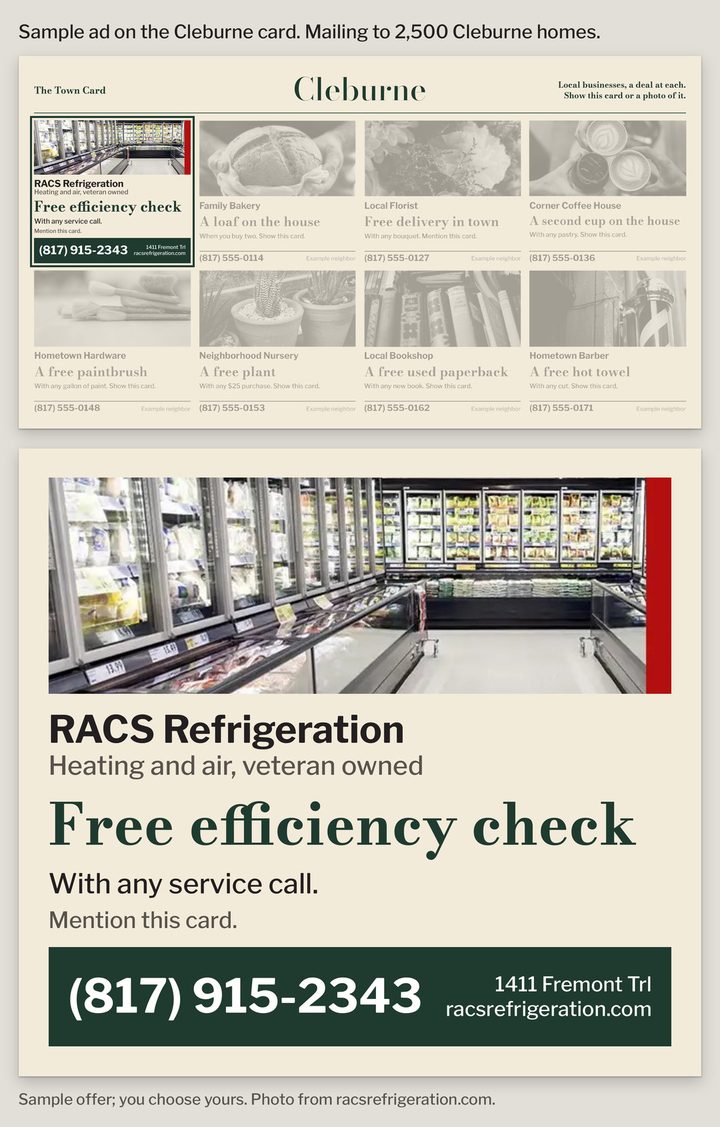 Sample ad on the Cleburne card. Mailing to 2,500 Cleburne homes.
The Town Card
Cleburne
Local businesses, a deal at each.
Show this card or a photo of it.
RACS Refrigeration
Heating and air, veteran owned
Free efficiency check
With any service call.
Mention this card.
(817) 915-2343
1411 Fremont Trl
racsrefrigeration.com
Family Bakery
A loaf on the house
When you buy two. Show this card.
(817) 555-0114
Example neighbor
Local Florist
Free delivery in town
With any bouquet. Mention this card.
(817) 555-0127
Example neighbor
Corner Coffee House
A second cup on the house
With any pastry. Show this card.
(817) 555-0136
Example neighbor
Hometown Hardware
A free paintbrush
With any gallon of paint. Show this card.
(817) 555-0148
Example neighbor
Neighborhood Nursery
A free plant
With any $25 purchase. Show this card.
(817) 555-0153
Example neighbor
Local Bookshop
A free used paperback
With any new book. Show this card.
(817) 555-0162
Example neighbor
Hometown Barber
A free hot towel
With any cut. Show this card.
(817) 555-0171
Example neighbor
13.99
RACS Refrigeration
Heating and air, veteran owned
Free efficiency check
With any service call.
Mention this card.
(817) 915-2343
1411 Fremont Trl
racsrefrigeration.com
Sample offer; you choose yours. Photo from racsrefrigeration.com.